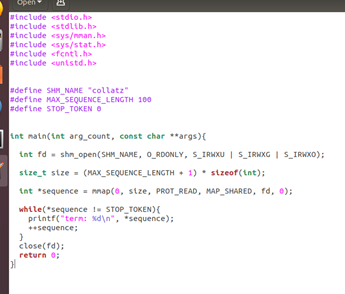 Open
#include <stdio.h>
#include <stdlib.h>
#include <sys/mman.h>
#include <sys/stat.h>
#include <fcntl.h>
#include <unistd.h>
#define SHM_NAME "collatz"
#define MAX_SEQUENCE_LENGTH 100
#define STOP_TOKEN 0
int main(int arg_count, const char **args){
int fd = shm_open(SHM_NAME, O_RDONLY, S_IRWXU | S_IRWXG | S_IRWXO);
size_t size = (MAX_SEQUENCE_LENGTH + 1) * sizeof(int);
int *sequence = mmap(0, size, PROT_READ, MAP_SHARED, fd, 0);
while(*sequence != STOP_TOKEN){
printf("term: %d\n", *sequence);
++sequence;
}
close(fd);
return 0;
}